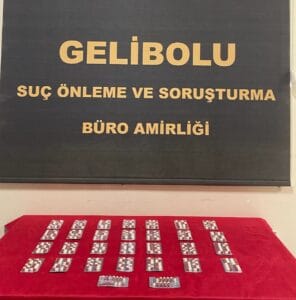 GELİBOLU
SUÇ ÖNLEME VE SORUŞTURMA
BÜRO AMİRLİĞİ